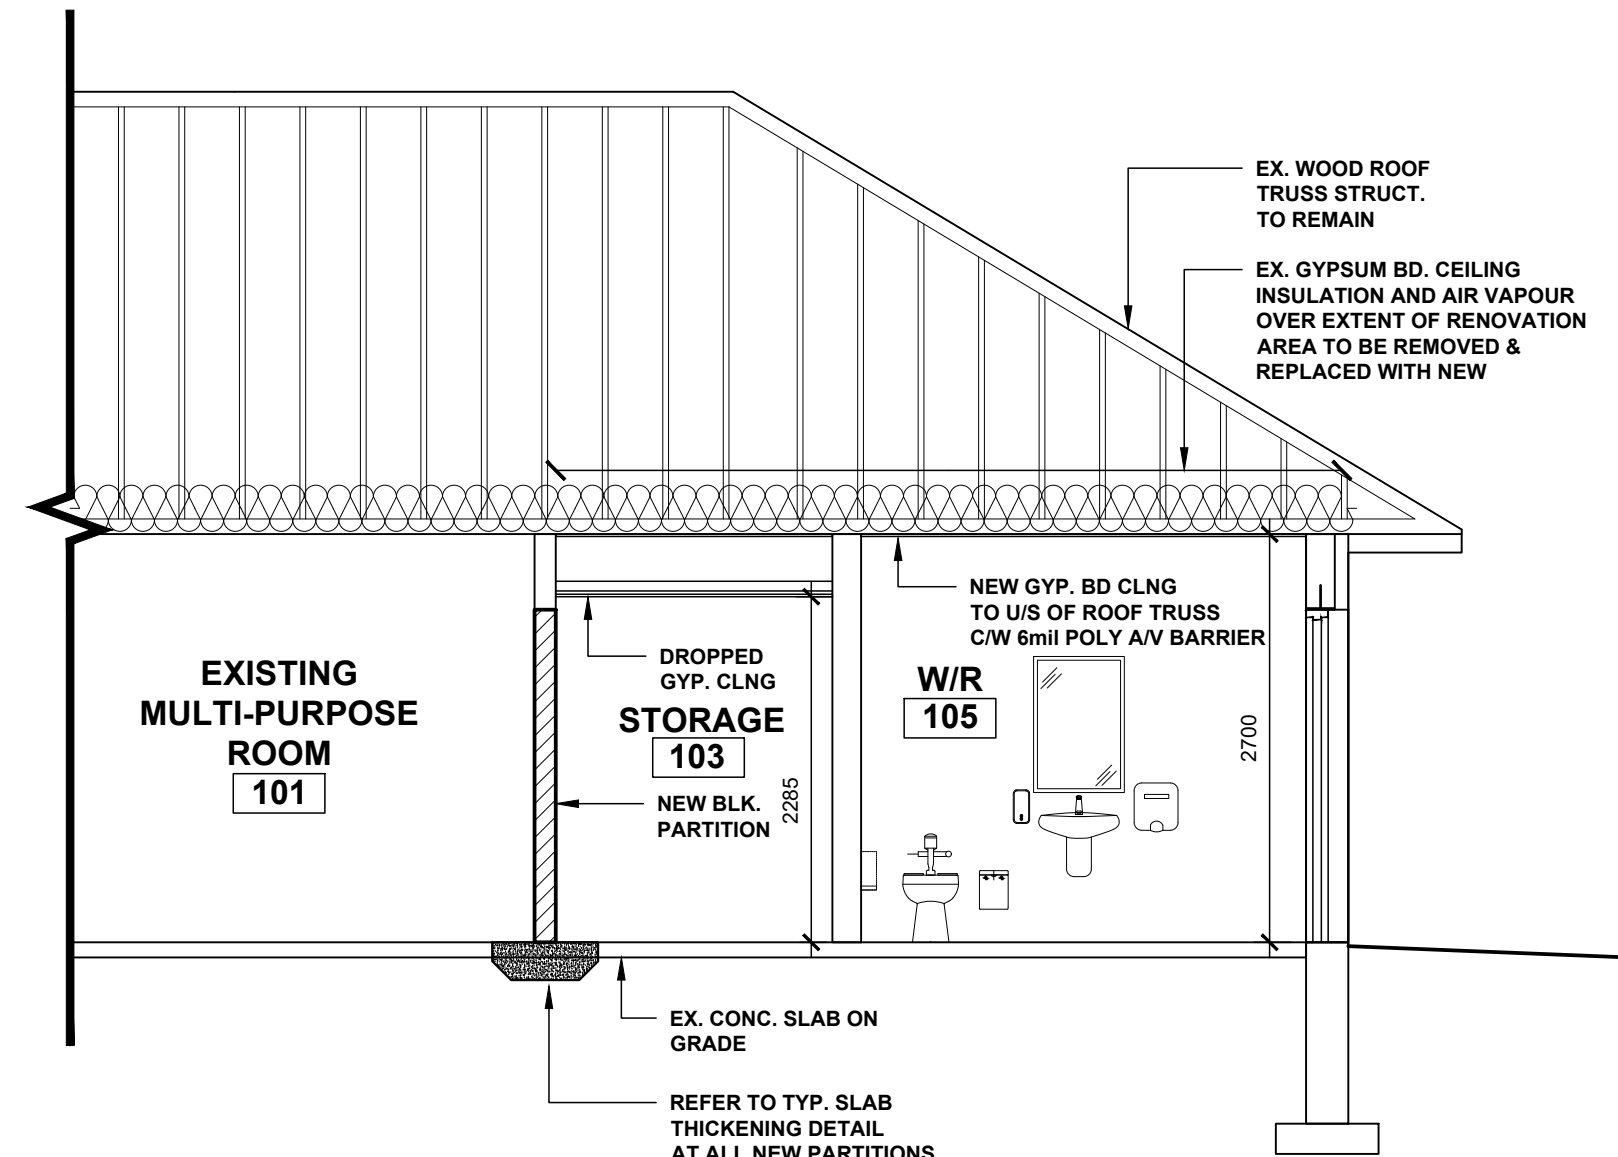 EX. WOOD ROOF
TRUSS STRUCT.
TO REMAIN
EX. GYPSUM BD. CEILING
INSULATION AND AIR VAPOUR
OVER EXTENT OF RENOVATION
AREA TO BE REMOVED &
REPLACED WITH NEW
NEW GYP. BD CLNG
TO U/S OF ROOF TRUSS
C/W 6mil POLY A/V BARRIER
DROPPED
GYP. CLNG
EXISTING
MULTI-PURPOSE
ROOM
101
STORAGE
103
W/R
105
2285
2700
NEW BLK.
PARTITION
EX. CONC. SLAB ON
GRADE
REFER TO TYP. SLAB
THICKENING DETAIL
AT ALL NEW PARTITIONS